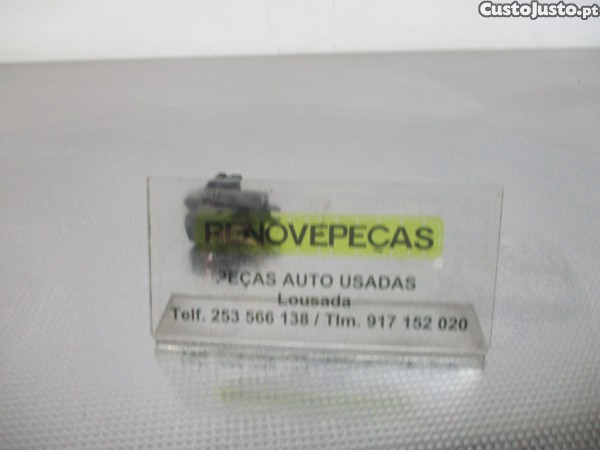 CustoJusto.pt
RENOVEPEÇAS
PEÇAS AUTO USADAS
Lousada
Telf. 253 566 138 / Tlm. 917 152 020